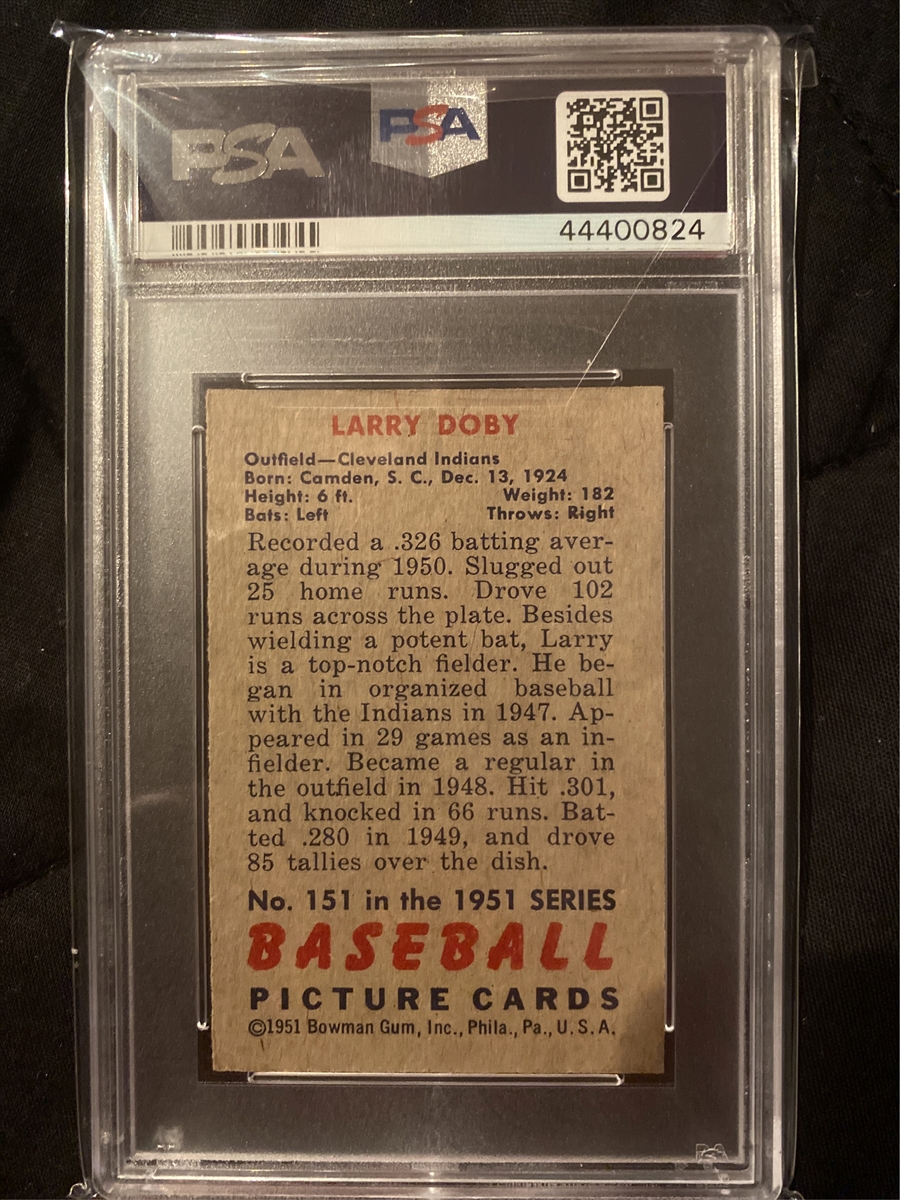 PSA PSA
44400824
LARRY DOBY
Outfield—Cleveland Indians
Born: Camden, S. C., Dec. 13, 1924
Height: 6 ft. Weight: 182
Bats: Left Throws: Right
Recorded a .326 batting aver-
age during 1950. Slugged out
25 home runs. Drove 102
runs across the plate. Besides
wielding a potent bat, Larry
is a top-notch fielder. He be-
gan in organized baseball
with the Indians in 1947. Ap-
peared in 29 games as an in-
fielder. Became a regular in
the outfield in 1948. Hit .301,
and knocked in 66 runs. Bat-
ted .280 in 1949, and drove
85 tallies over the dish.
No. 151 in the 1951 SERIES
BASEBALL
PICTURE CARDS
©1951 Bowman Gum, Inc., Phila., Pa., U. S. A.
PSA